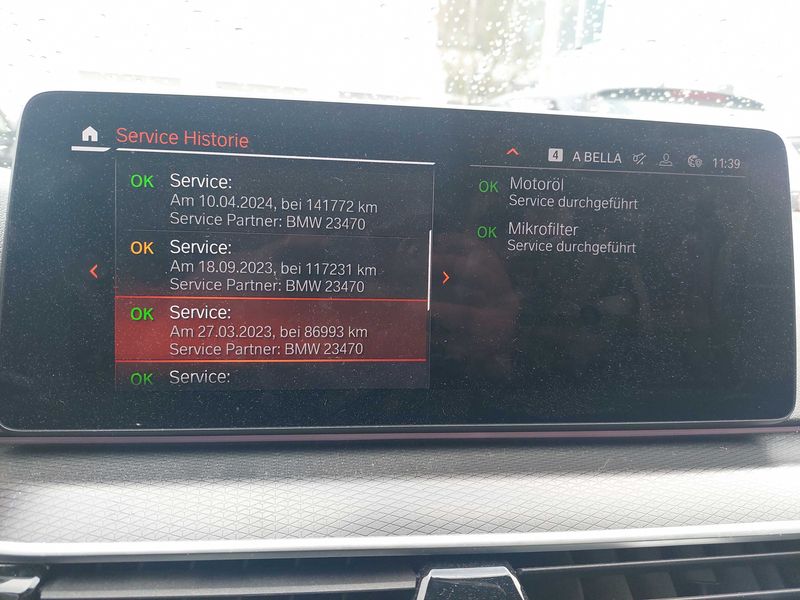 Service Historie
4 A BELLA 11:39
OK Service:
Am 10.04.2024, bei 141772 km
Service Partner: BMW 23470
OK Service:
Am 18.09.2023, bei 117231 km
Service Partner: BMW 23470
OK Service:
Am 27.03.2023, bei 86993 km
Service Partner: BMW 23470
OK Service:
OK Motoröl
Service durchgeführt
OK Mikrofilter
Service durchgeführt